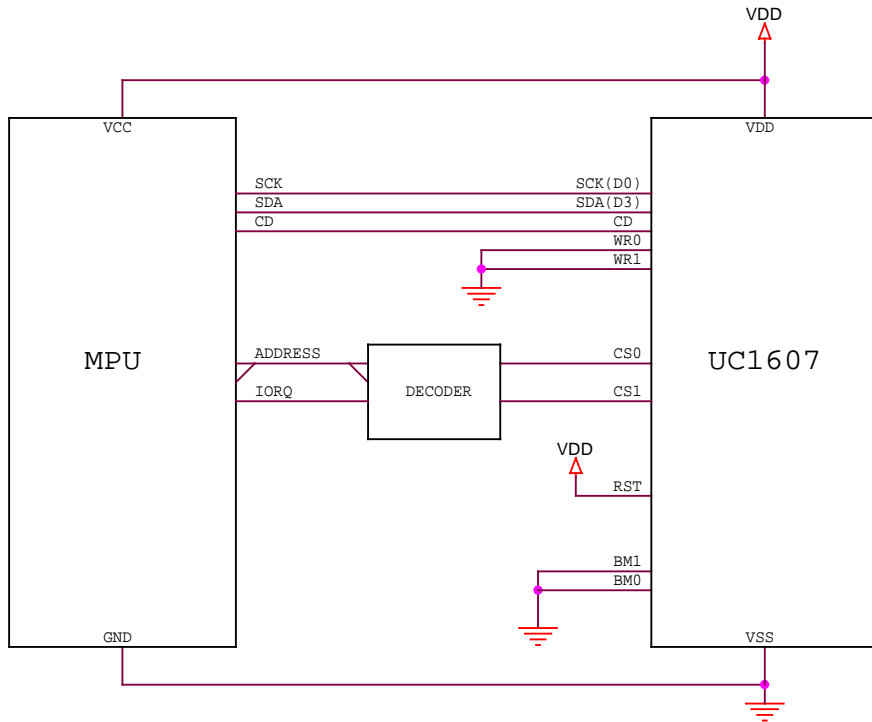 VDD
VCC
VDD
SCK
SCK(D0)
SDA
SDA(D3)
CD
CD
WR0
WR1
ADDRESS
CS0
MPU
UC1607
IORQ
DECODER
CS1
VDD
RST
BM1
BM0
GND
VSS